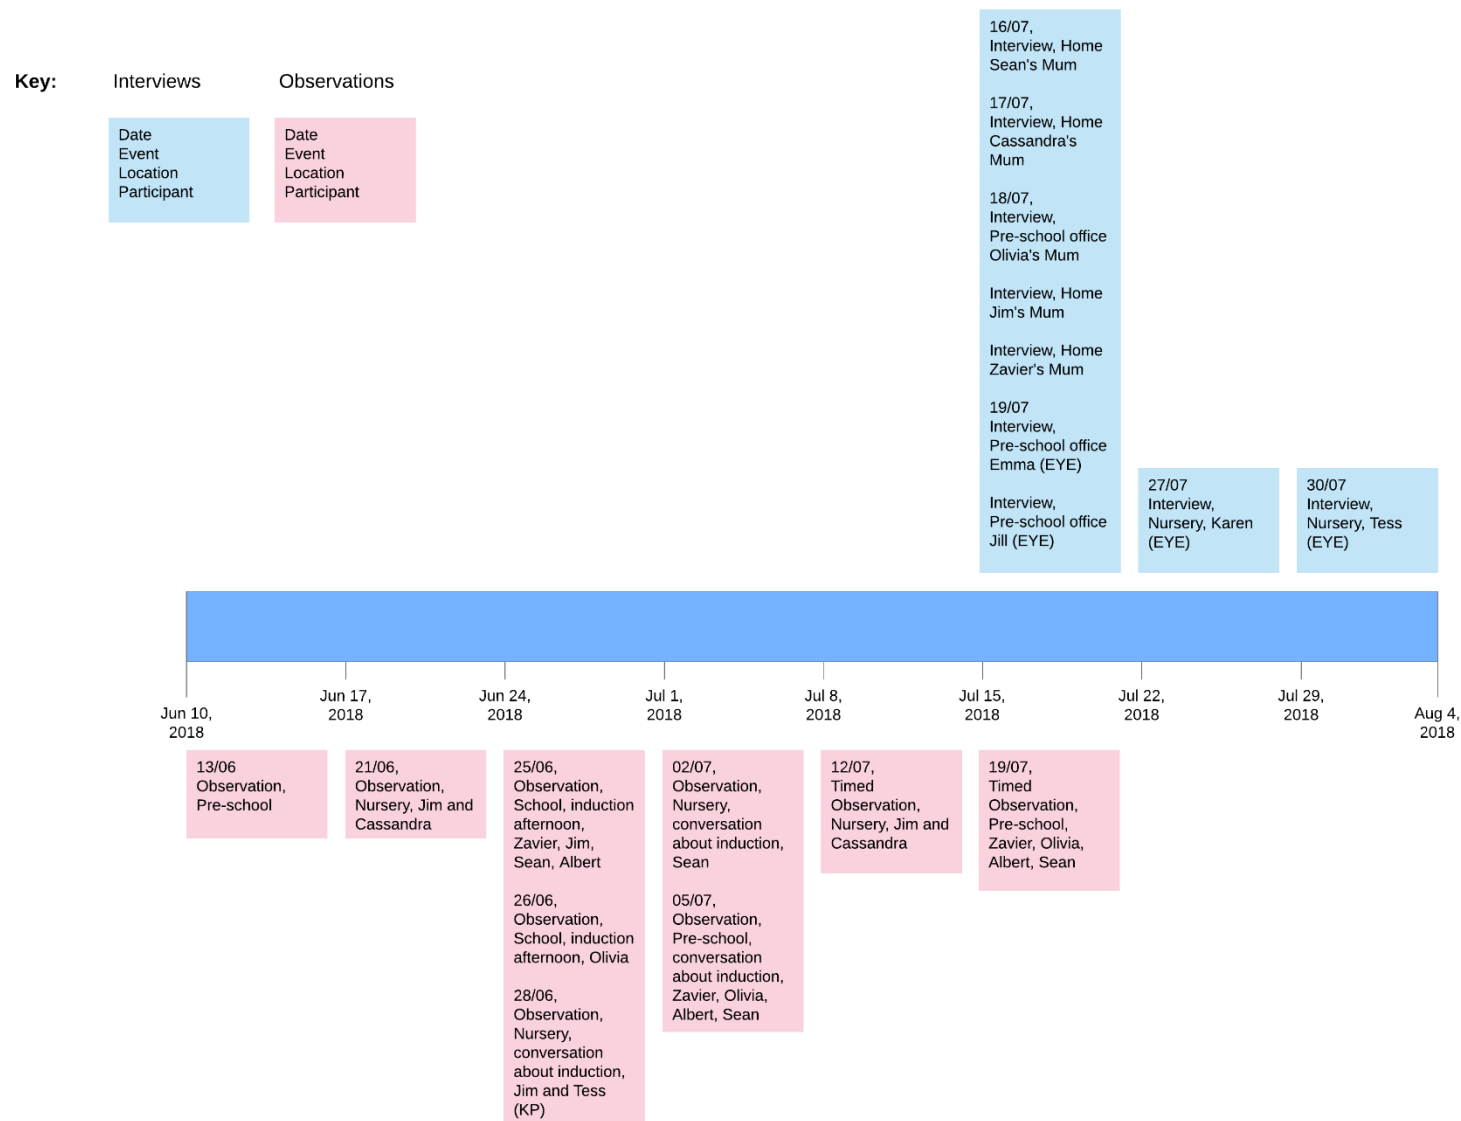 Key:
Interviews
Observations
Date
Event
Location
Participant
Date
Event
Location
Participant
16/07,
Interview, Home
Sean's Mum
17/07,
Interview, Home
Cassandra's
Mum
18/07,
Interview,
Pre-school office
Olivia's Mum
Interview, Home
Jim's Mum
Interview, Home
Zavier's Mum
19/07
Interview,
Pre-school office
Emma (EYE)
Interview,
Pre-school office
Jill (EYE)
27/07
Interview,
Nursery, Karen
(EYE)
30/07
Interview,
Nursery, Tess
(EYE)
Jun 10,
2018
Jun 17,
2018
Jun 24,
2018
Jul 1,
2018
Jul 8,
2018
Jul 15,
2018
Jul 22,
2018
Jul 29,
2018
Aug 4,
2018
13/06
Observation,
Pre-school
21/06,
Observation,
Nursery, Jim and
Cassandra
25/06,
Observation,
School, induction
afternoon,
Zavier, Jim,
Sean, Albert
26/06,
Observation,
School, induction
afternoon, Olivia
28/06,
Observation,
Nursery,
conversation
about induction,
Jim and Tess
(KP)
02/07,
Observation,
Nursery,
conversation
about induction,
Sean
05/07,
Observation,
Pre-school,
conversation
about induction,
Zavier, Olivia,
Albert, Sean
12/07,
Timed
Observation,
Nursery, Jim and
Cassandra
19/07,
Timed
Observation,
Pre-school,
Zavier, Olivia,
Albert, Sean